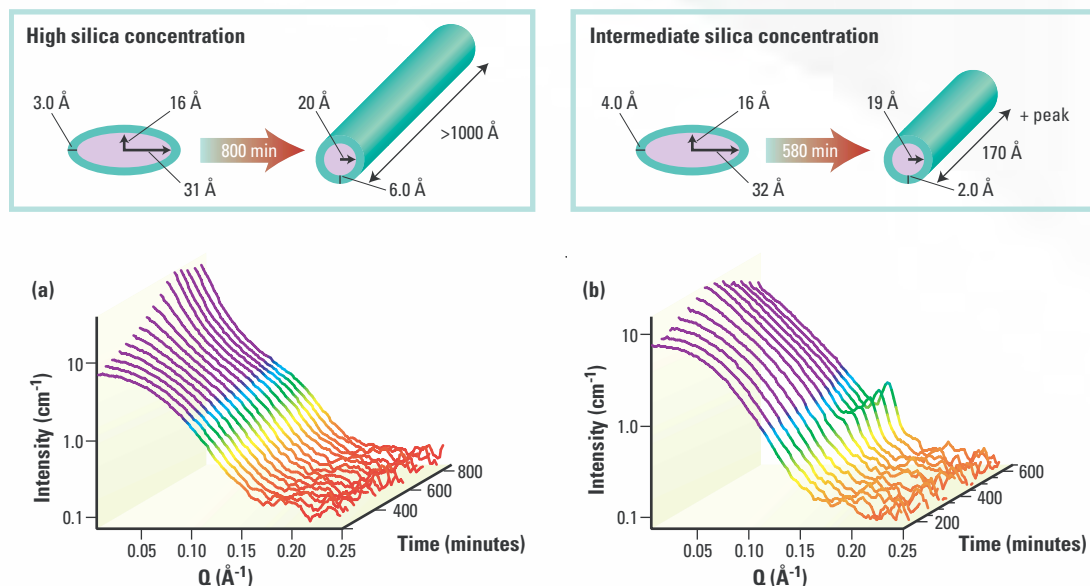 High silica concentration
3.0 Å
16 Å
31 Å
800 min
20 Å
>1000 Å
6.0 Å
Intermediate silica concentration
4.0 Å
16 Å
32 Å
580 min
19 Å
+ peak
170 Å
2.0 Å
(a)
Intensity (cm⁻¹)
10
1.0
0.1
0.05
0.10
0.15
0.20
0.25
Q (Å⁻¹)
400
600
800
Time (minutes)
(b)
Intensity (cm⁻¹)
10
1.0
0.1
0.05
0.10
0.15
0.20
0.25
Q (Å⁻¹)
200
400
600
Time (minutes)